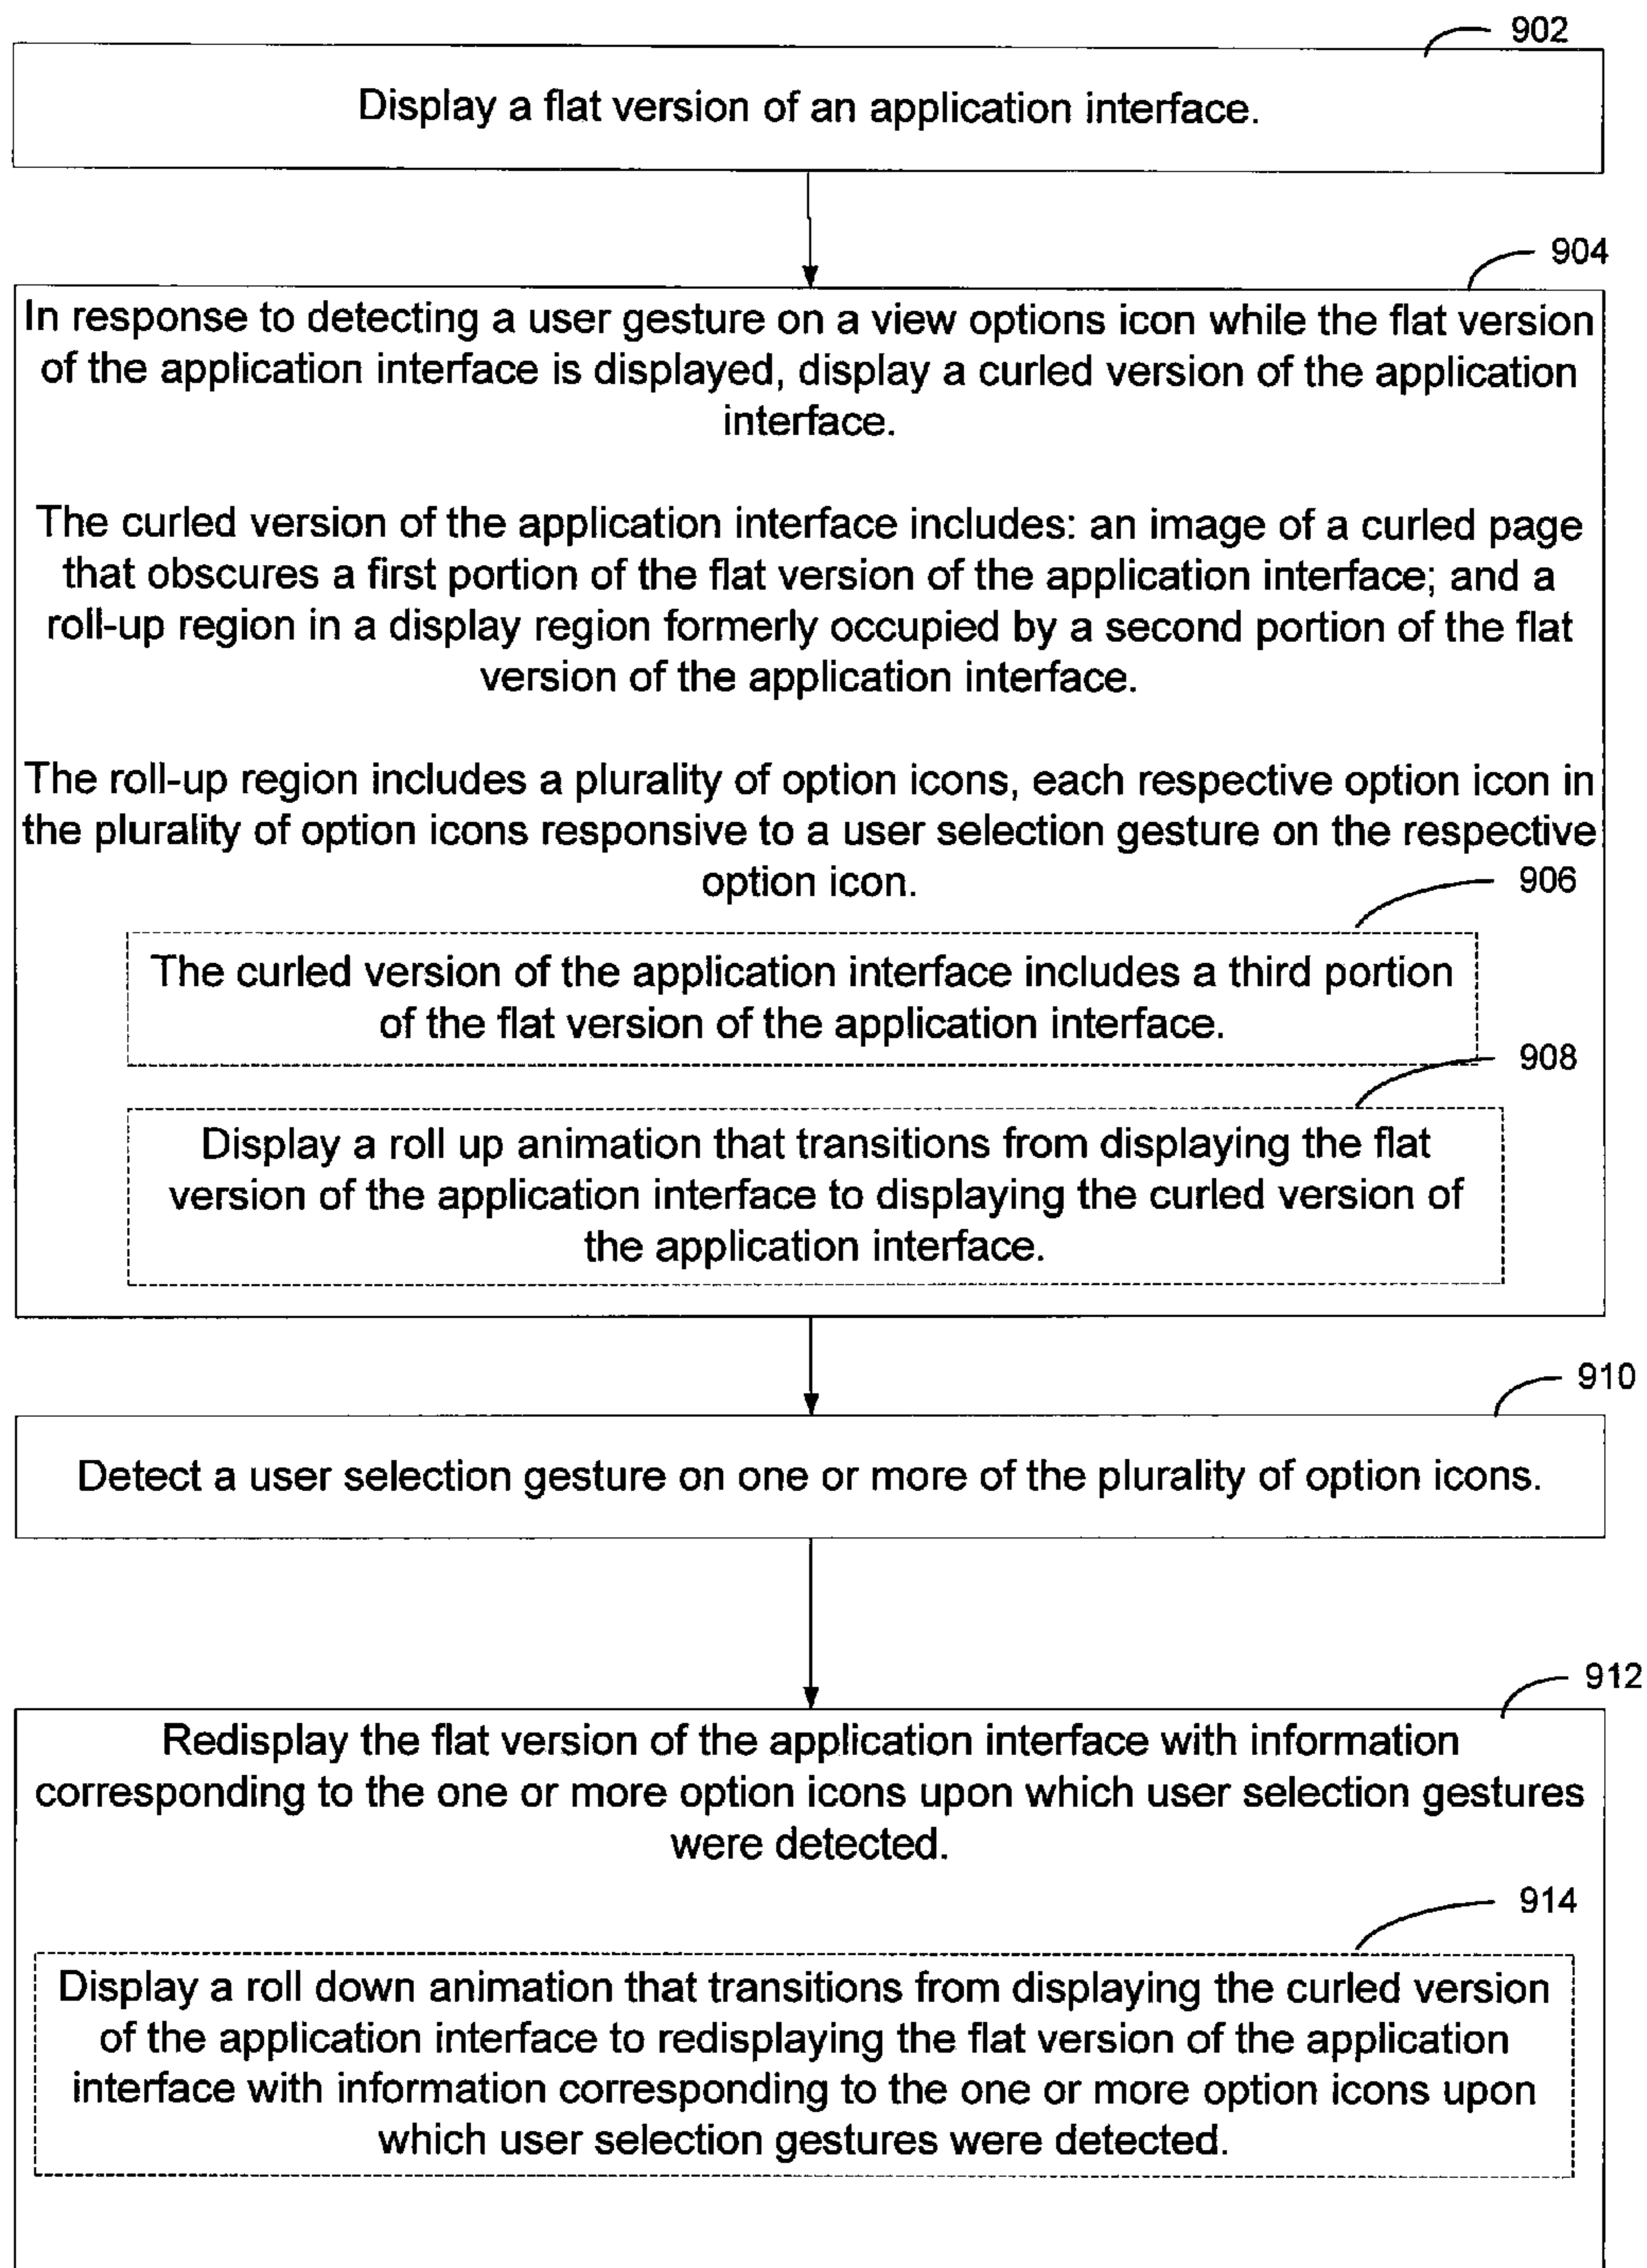 902
Display a flat version of an application interface.
904
In response to detecting a user gesture on a view options icon while the flat version
of the application interface is displayed, display a curled version of the application
interface.
The curled version of the application interface includes: an image of a curled page
that obscures a first portion of the flat version of the application interface; and a
roll-up region in a display region formerly occupied by a second portion of the flat
version of the application interface.
The roll-up region includes a plurality of option icons, each respective option icon in
the plurality of option icons responsive to a user selection gesture on the respective
option icon.
906
The curled version of the application interface includes a third portion
of the flat version of the application interface.
908
Display a roll up animation that transitions from displaying the flat
version of the application interface to displaying the curled version of
the application interface.
910
Detect a user selection gesture on one or more of the plurality of option icons.
912
Redisplay the flat version of the application interface with information
corresponding to the one or more option icons upon which user selection gestures
were detected.
914
Display a roll down animation that transitions from displaying the curled version
of the application interface to redisplaying the flat version of the application
interface with information corresponding to the one or more option icons upon
which user selection gestures were detected.